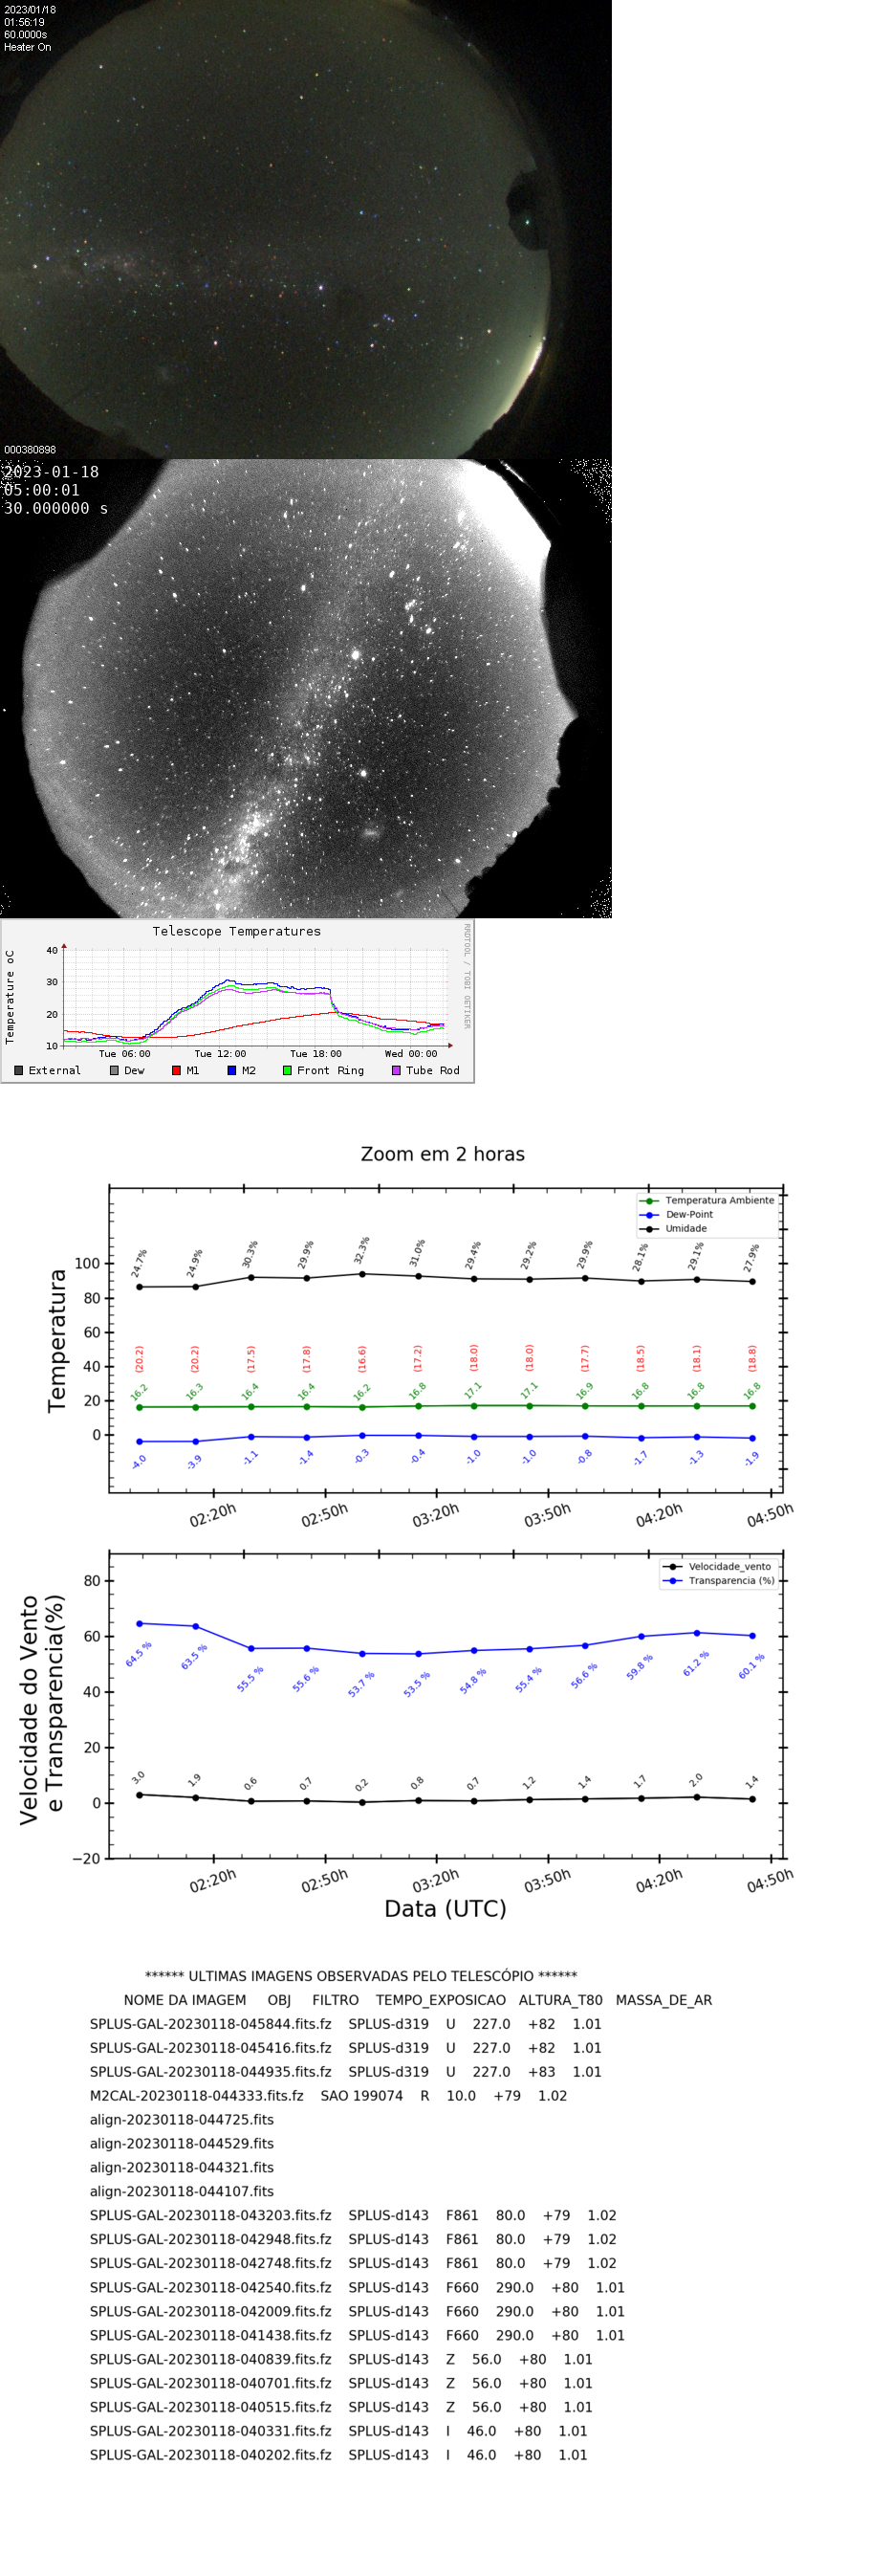 2023/01/18
01:56:19
60.0000s
Heater On
000380898
2023-01-18
05:00:01
30.000000 s
Telescope Temperatures
RRDTOOL / TOBI OETIKER
Temperature oC
40
30
20
10
Tue 06:00 Tue 12:00 Tue 18:00 Wed 00:00
External Dew M1 M2 Front Ring Tube Rod
Zoom em 2 horas
Temperatura Ambiente
Dew-Point
Umidade
Temperatura
100
80
60
40
20
0
24.7% 24.9% 30.3% 29.9% 32.3% 31.0% 29.4% 29.2% 29.9% 28.1% 29.1% 27.9%
(20.2) (20.2) (17.5) (17.8) (16.6) (17.2) (18.0) (18.0) (17.7) (18.5) (18.1) (18.8)
16.2 16.3 16.4 16.4 16.2 16.8 17.1 17.1 16.9 16.8 16.8 16.8
-4.0 -3.9 -1.1 -1.4 -0.3 -0.4 -1.0 -1.0 -0.8 -1.7 -1.3 -1.9
02:20h 02:50h 03:20h 03:50h 04:20h 04:50h
Velocidade_vento
Transparencia (%)
Velocidade do Vento
e Transparencia(%)
80
60
40
20
0
−20
64.5 % 63.5 % 55.5 % 55.6 % 53.7 % 53.5 % 54.8 % 55.4 % 56.6 % 59.8 % 61.2 % 60.1 %
3.0 1.9 0.6 0.7 0.2 0.8 0.7 1.2 1.4 1.7 2.0 1.4
02:20h 02:50h 03:20h 03:50h 04:20h 04:50h
Data (UTC)
****** ULTIMAS IMAGENS OBSERVADAS PELO TELESCÓPIO ******
NOME DA IMAGEM OBJ FILTRO TEMPO_EXPOSICAO ALTURA_T80 MASSA_DE_AR
SPLUS-GAL-20230118-045844.fits.fz SPLUS-d319 U 227.0 +82 1.01
SPLUS-GAL-20230118-045416.fits.fz SPLUS-d319 U 227.0 +82 1.01
SPLUS-GAL-20230118-044935.fits.fz SPLUS-d319 U 227.0 +83 1.01
M2CAL-20230118-044333.fits.fz SAO 199074 R 10.0 +79 1.02
align-20230118-044725.fits
align-20230118-044529.fits
align-20230118-044321.fits
align-20230118-044107.fits
SPLUS-GAL-20230118-043203.fits.fz SPLUS-d143 F861 80.0 +79 1.02
SPLUS-GAL-20230118-042948.fits.fz SPLUS-d143 F861 80.0 +79 1.02
SPLUS-GAL-20230118-042748.fits.fz SPLUS-d143 F861 80.0 +79 1.02
SPLUS-GAL-20230118-042540.fits.fz SPLUS-d143 F660 290.0 +80 1.01
SPLUS-GAL-20230118-042009.fits.fz SPLUS-d143 F660 290.0 +80 1.01
SPLUS-GAL-20230118-041438.fits.fz SPLUS-d143 F660 290.0 +80 1.01
SPLUS-GAL-20230118-040839.fits.fz SPLUS-d143 Z 56.0 +80 1.01
SPLUS-GAL-20230118-040701.fits.fz SPLUS-d143 Z 56.0 +80 1.01
SPLUS-GAL-20230118-040515.fits.fz SPLUS-d143 Z 56.0 +80 1.01
SPLUS-GAL-20230118-040331.fits.fz SPLUS-d143 I 46.0 +80 1.01
SPLUS-GAL-20230118-040202.fits.fz SPLUS-d143 I 46.0 +80 1.01